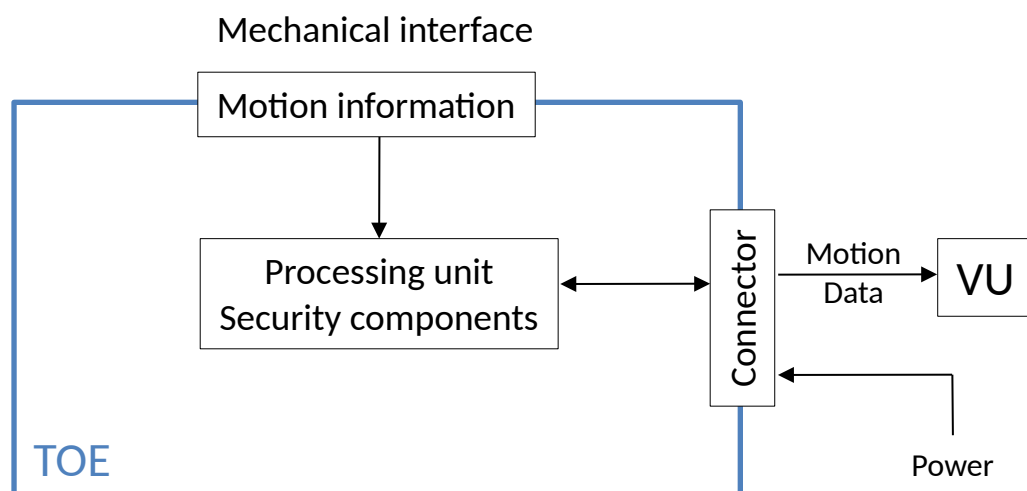 Mechanical interface
Motion information
Processing unit
Security components
Connector
Motion
Data
VU
Power
TOE